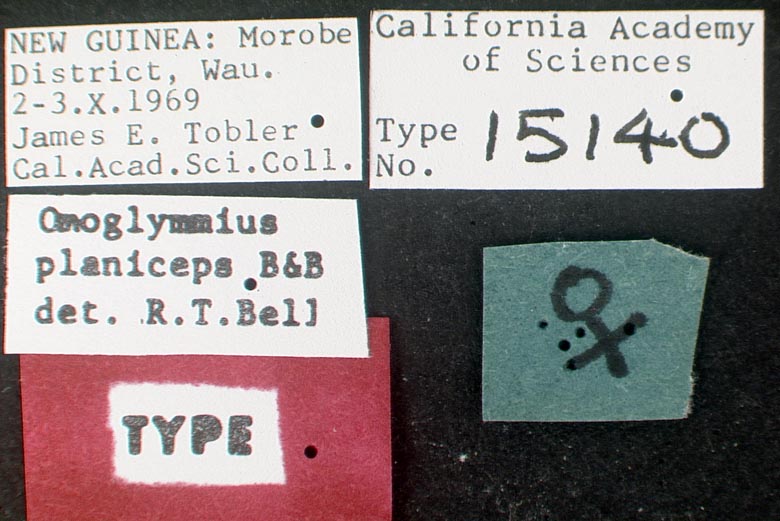 NEW GUINEA: Morobe
District, Wau.
2-3.X.1969
James E. Tobler
Cal.Acad.Sci.Coll.
California Academy
of Sciences
Type
No. 15140
Omoglymmius
planiceps B&B
det. R.T.Bell
♀
TYPE